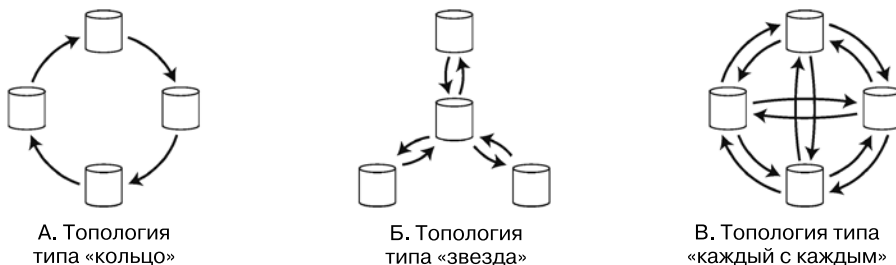 А. Топология
типа «кольцо»
Б. Топология
типа «звезда»
В. Топология типа
«каждый с каждым»